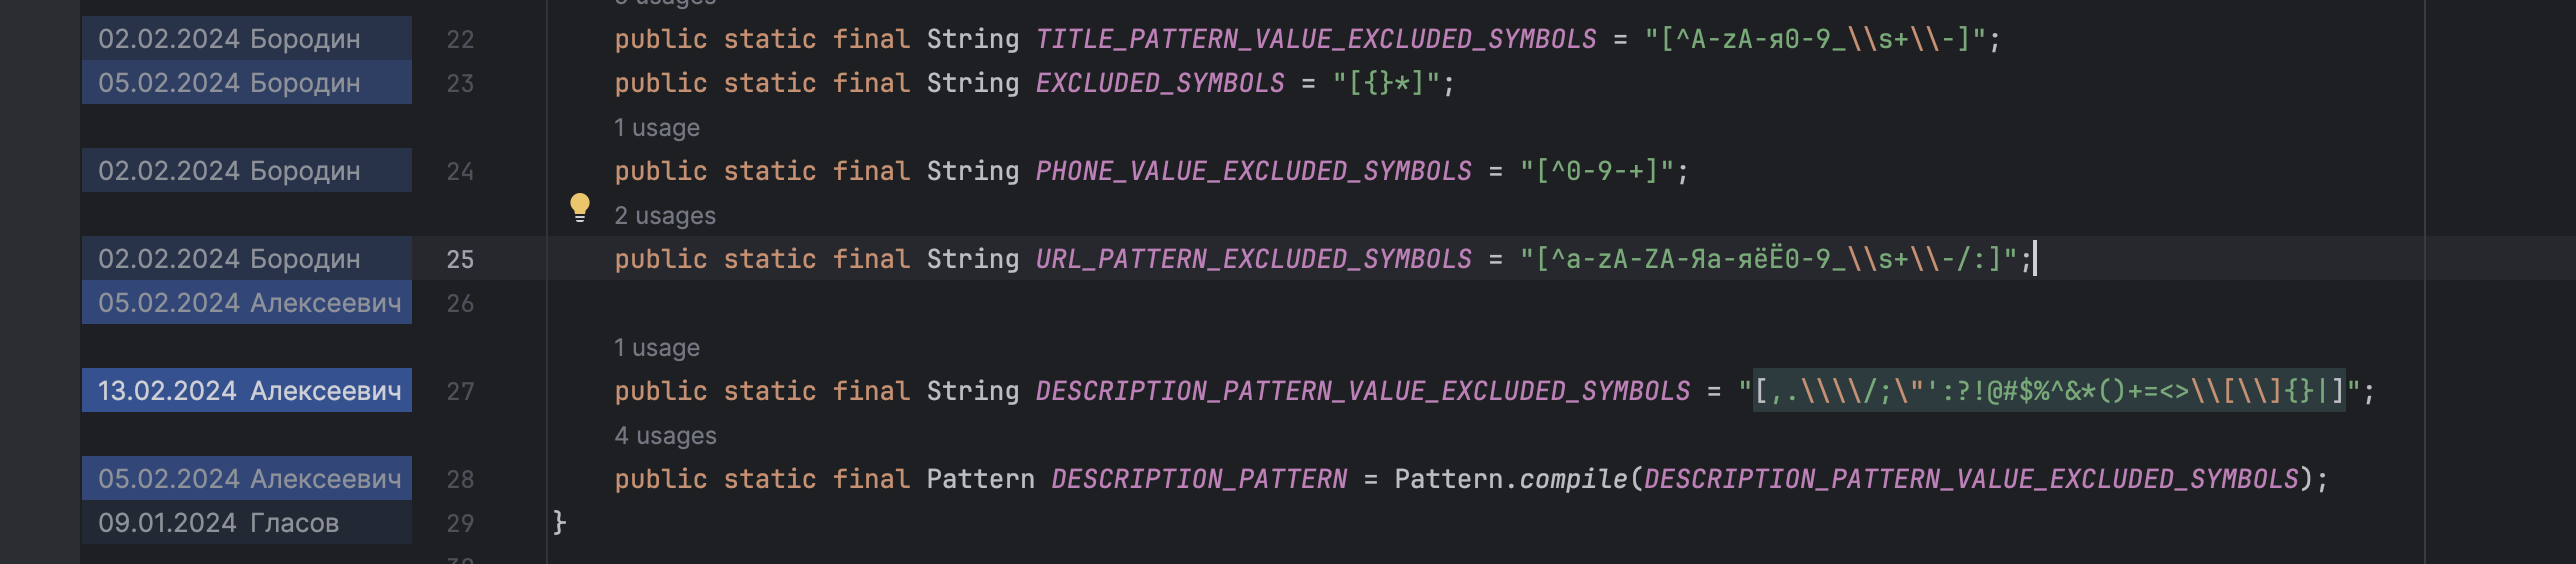 02.02.2024 Бородин 22 public static final String TITLE_PATTERN_VALUE_EXCLUDED_SYMBOLS = "[^A-zА-я0-9_\\s+\\-]";
05.02.2024 Бородин 23 public static final String EXCLUDED_SYMBOLS = "[{}*]";
1 usage
02.02.2024 Бородин 24 public static final String PHONE_VALUE_EXCLUDED_SYMBOLS = "[^0-9-+]";
2 usages
02.02.2024 Бородин 25 public static final String URL_PATTERN_EXCLUDED_SYMBOLS = "[^a-zA-ZА-Яа-яёЁ0-9_\\s+\\-/:]";
05.02.2024 Алексеевич 26
1 usage
13.02.2024 Алексеевич 27 public static final String DESCRIPTION_PATTERN_VALUE_EXCLUDED_SYMBOLS = "[,.\\\\/;\"':?!@#$%^&*()+=<>\\[\\]{}|]";
4 usages
05.02.2024 Алексеевич 28 public static final Pattern DESCRIPTION_PATTERN = Pattern.compile(DESCRIPTION_PATTERN_VALUE_EXCLUDED_SYMBOLS);
09.01.2024 Гласов 29 }